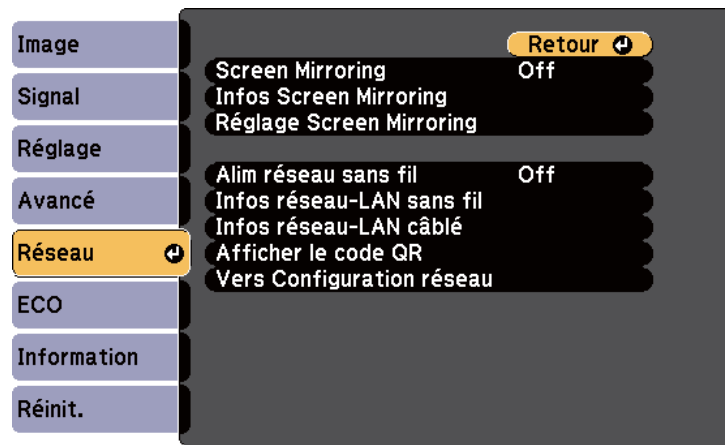 Image
Signal
Réglage
Avancé
Réseau
ECO
Information
Réinit.
Retour
Screen Mirroring Off
Infos Screen Mirroring
Réglage Screen Mirroring
Alim réseau sans fil Off
Infos réseau-LAN sans fil
Infos réseau-LAN câblé
Afficher le code QR
Vers Configuration réseau